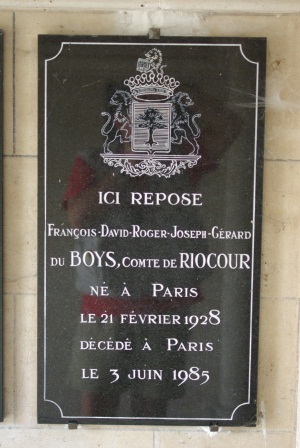 ICI REPOSE
FRANÇOIS-DAVID-ROGER-JOSEPH-GÉRARD
DU BOYS, COMTE DE RIOCOUR
NÉ À PARIS
LE 21 FÉVRIER 1928
DÉCÉDÉ À PARIS
LE 3 JUIN 1985